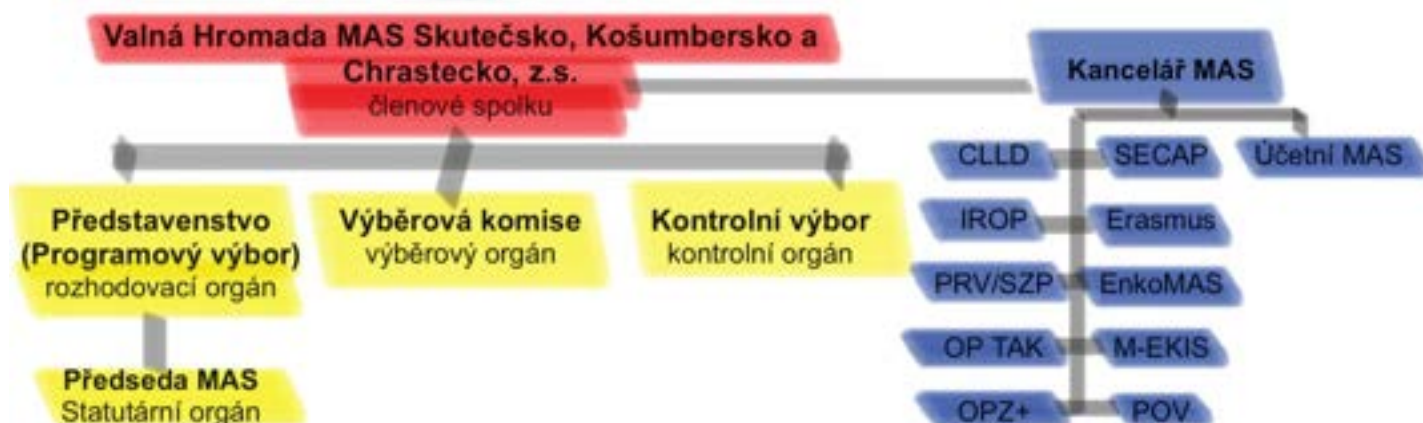 Valná Hromada MAS Skutečsko, Košumbersko a
Chrastecko, z.s.
členové spolku
Kancelář MAS
CLLD
SECAP
Účetní MAS
Představenstvo
(Programový výbor)
rozhodovací orgán
Výběrová komise
výběrový orgán
Kontrolní výbor
kontrolní orgán
IROP
Erasmus
PRV/SZP
EnkoMAS
OP TAK
M-EKIS
Předseda MAS
Statutární orgán
OPZ+
POV